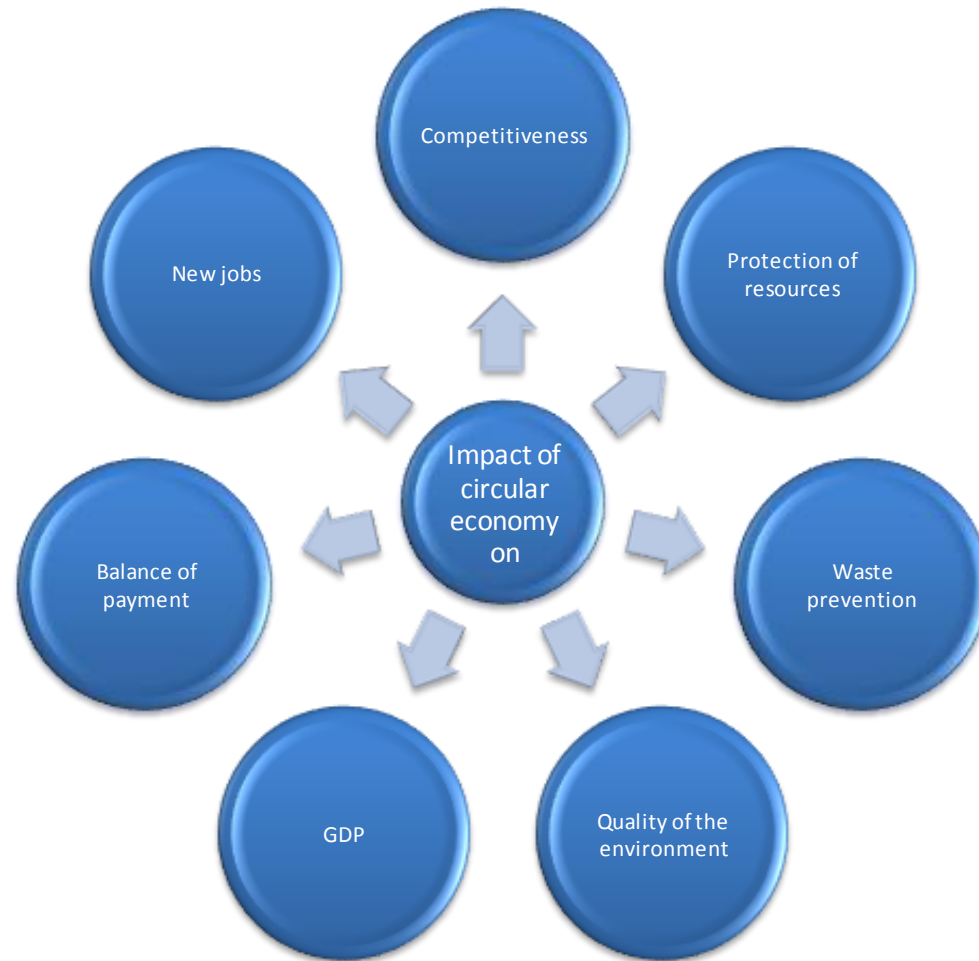 Competitiveness
Protection of
resources
Waste
prevention
Quality of the
environment
GDP
Balance of
payment
New jobs
Impact of
circular
economy
on